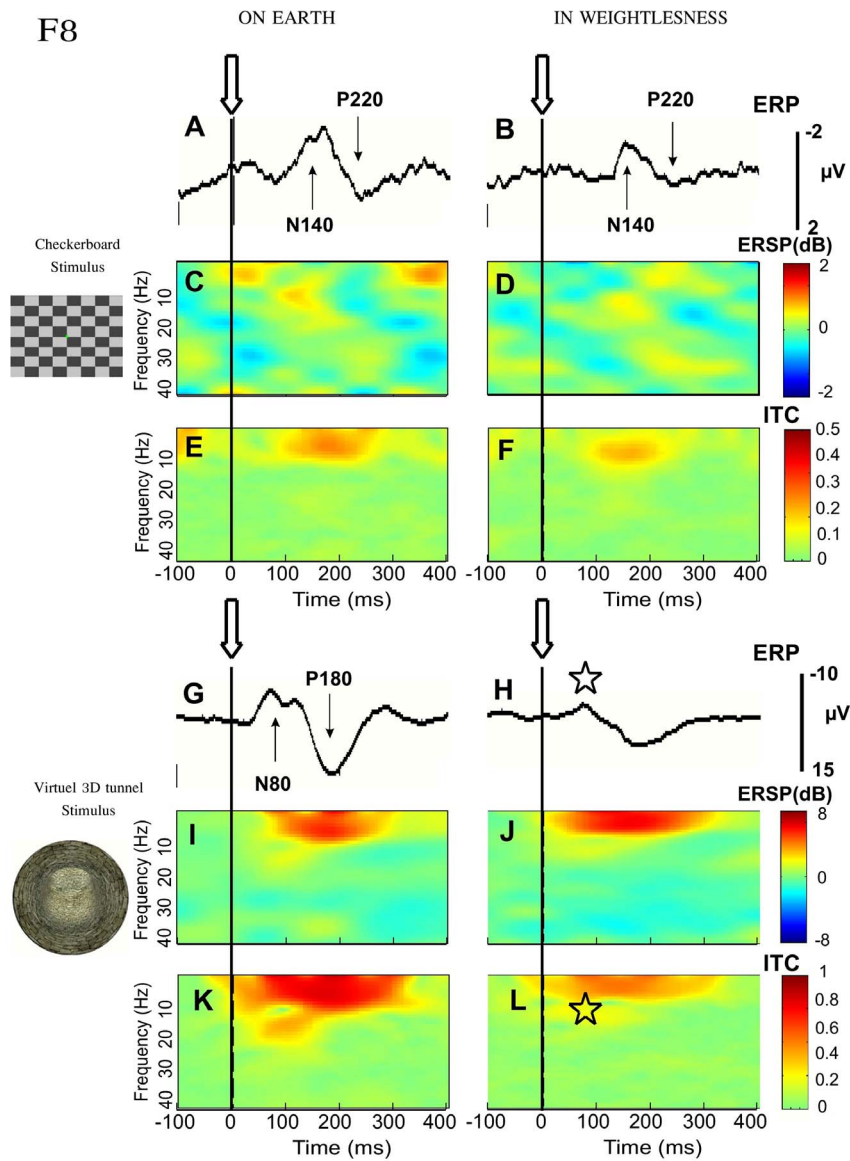 F8
ON EARTH
IN WEIGHTLESNESS
A
P220
N140
B
P220
N140
ERP
-2
µV
2
Checkerboard
Stimulus
Frequency (Hz)
10
20
30
40
C
D
ERSP(dB)
2
0
-2
Frequency (Hz)
10
20
30
40
E
F
ITC
0.5
0.4
0.3
0.2
0.1
0
-100 0 100 200 300 400
Time (ms)
-100 0 100 200 300 400
Time (ms)
G
P180
N80
H
ERP
-10
µV
15
Virtuel 3D tunnel
Stimulus
Frequency (Hz)
10
20
30
40
I
J
ERSP(dB)
8
0
-8
Frequency (Hz)
10
20
30
40
K
L
ITC
1
0.8
0.6
0.4
0.2
0
-100 0 100 200 300 400
Time (ms)
-100 0 100 200 300 400
Time (ms)